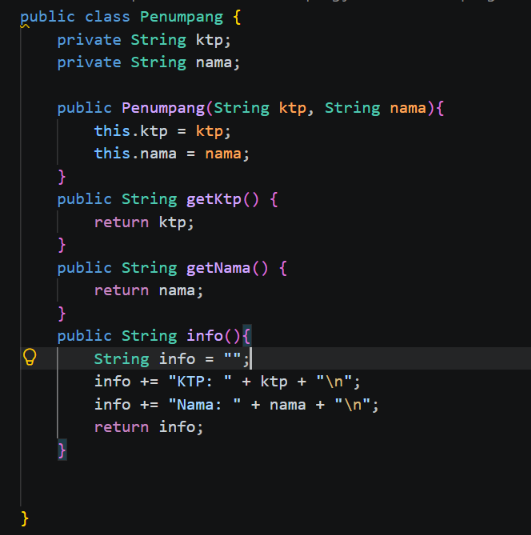 public class Penumpang {
    private String ktp;
    private String nama;
    public Penumpang(String ktp, String nama){
        this.ktp = ktp;
        this.nama = nama;
    }
    public String getKtp() {
        return ktp;
    }
    public String getNama() {
        return nama;
    }
    public String info(){
        String info = "";
        info += "KTP: " + ktp + "\n";
        info += "Nama: " + nama + "\n";
        return info;
    }
}